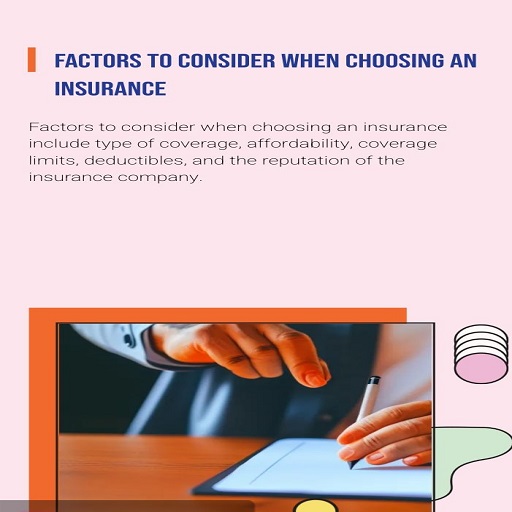 FACTORS TO CONSIDER WHEN CHOOSING AN
INSURANCE
Factors to consider when choosing an insurance
include type of coverage, affordability, coverage
limits, deductibles, and the reputation of the
insurance company.